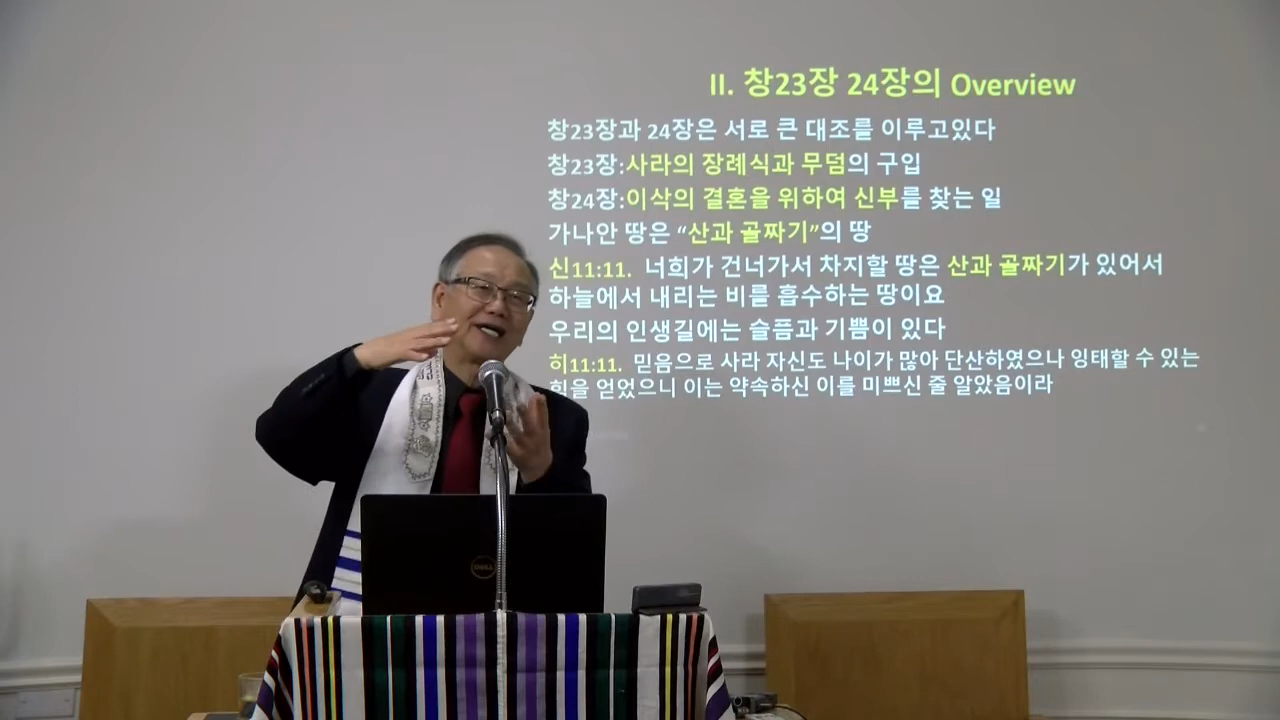 II. 창23장 24장의 Overview
창23장과 24장은 서로 큰 대조를 이루고있다
창23장:사라의 장례식과 무덤의 구입
창24장:이삭의 결혼을 위하여 신부를 찾는 일
가나안 땅은 “산과 골짜기”의 땅
신11:11. 너희가 건너가서 차지할 땅은 산과 골짜기가 있어서
하늘에서 내리는 비를 흡수하는 땅이요
우리의 인생길에는 슬픔과 기쁨이 있다
히11:11. 믿음으로 사라 자신도 나이가 많아 단산하였으나 잉태할 수 있는
힘을 얻었으니 이는 약속하신 이를 미쁘신 줄 알았음이라
DELL